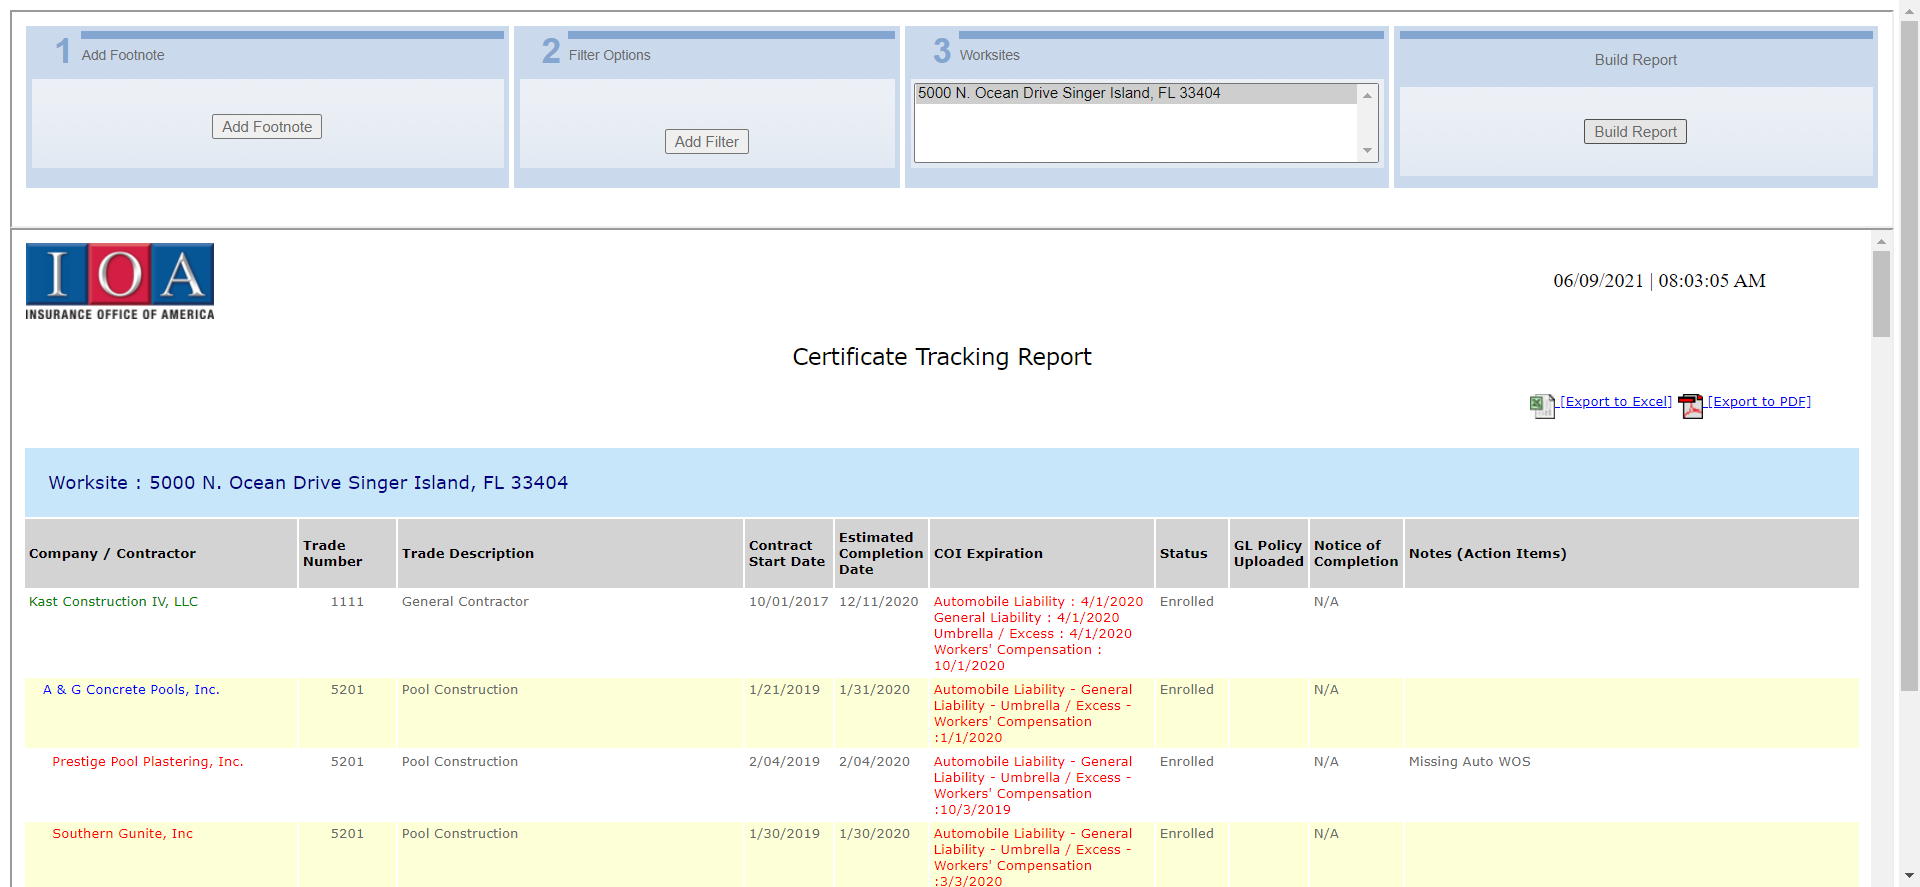 1 Add Footnote
Add Footnote
2 Filter Options
Add Filter
3 Worksites
5000 N. Ocean Drive Singer Island, FL 33404
Build Report
Build Report
IOA
INSURANCE OFFICE OF AMERICA
06/09/2021 | 08:03:05 AM
Certificate Tracking Report
[Export to Excel] [Export to PDF]
Worksite : 5000 N. Ocean Drive Singer Island, FL 33404
Company / Contractor
Trade
Number
Trade Description
Contract
Start Date
Estimated
Completion
Date
COI Expiration
Status
GL Policy
Uploaded
Notice of
Completion
Notes (Action Items)
Kast Construction IV, LLC
1111
General Contractor
10/01/2017
12/11/2020
Automobile Liability : 4/1/2020
General Liability : 4/1/2020
Umbrella / Excess : 4/1/2020
Workers' Compensation :
10/1/2020
Enrolled
N/A
A & G Concrete Pools, Inc.
5201
Pool Construction
1/21/2019
1/31/2020
Automobile Liability - General
Liability - Umbrella / Excess -
Workers' Compensation
:1/1/2020
Enrolled
N/A
Prestige Pool Plastering, Inc.
5201
Pool Construction
2/04/2019
2/04/2020
Automobile Liability - General
Liability - Umbrella / Excess -
Workers' Compensation
:10/3/2019
Enrolled
N/A
Missing Auto WOS
Southern Gunite, Inc
5201
Pool Construction
1/30/2019
1/30/2020
Automobile Liability - General
Liability - Umbrella / Excess -
Workers' Compensation
:3/3/2020
Enrolled
N/A